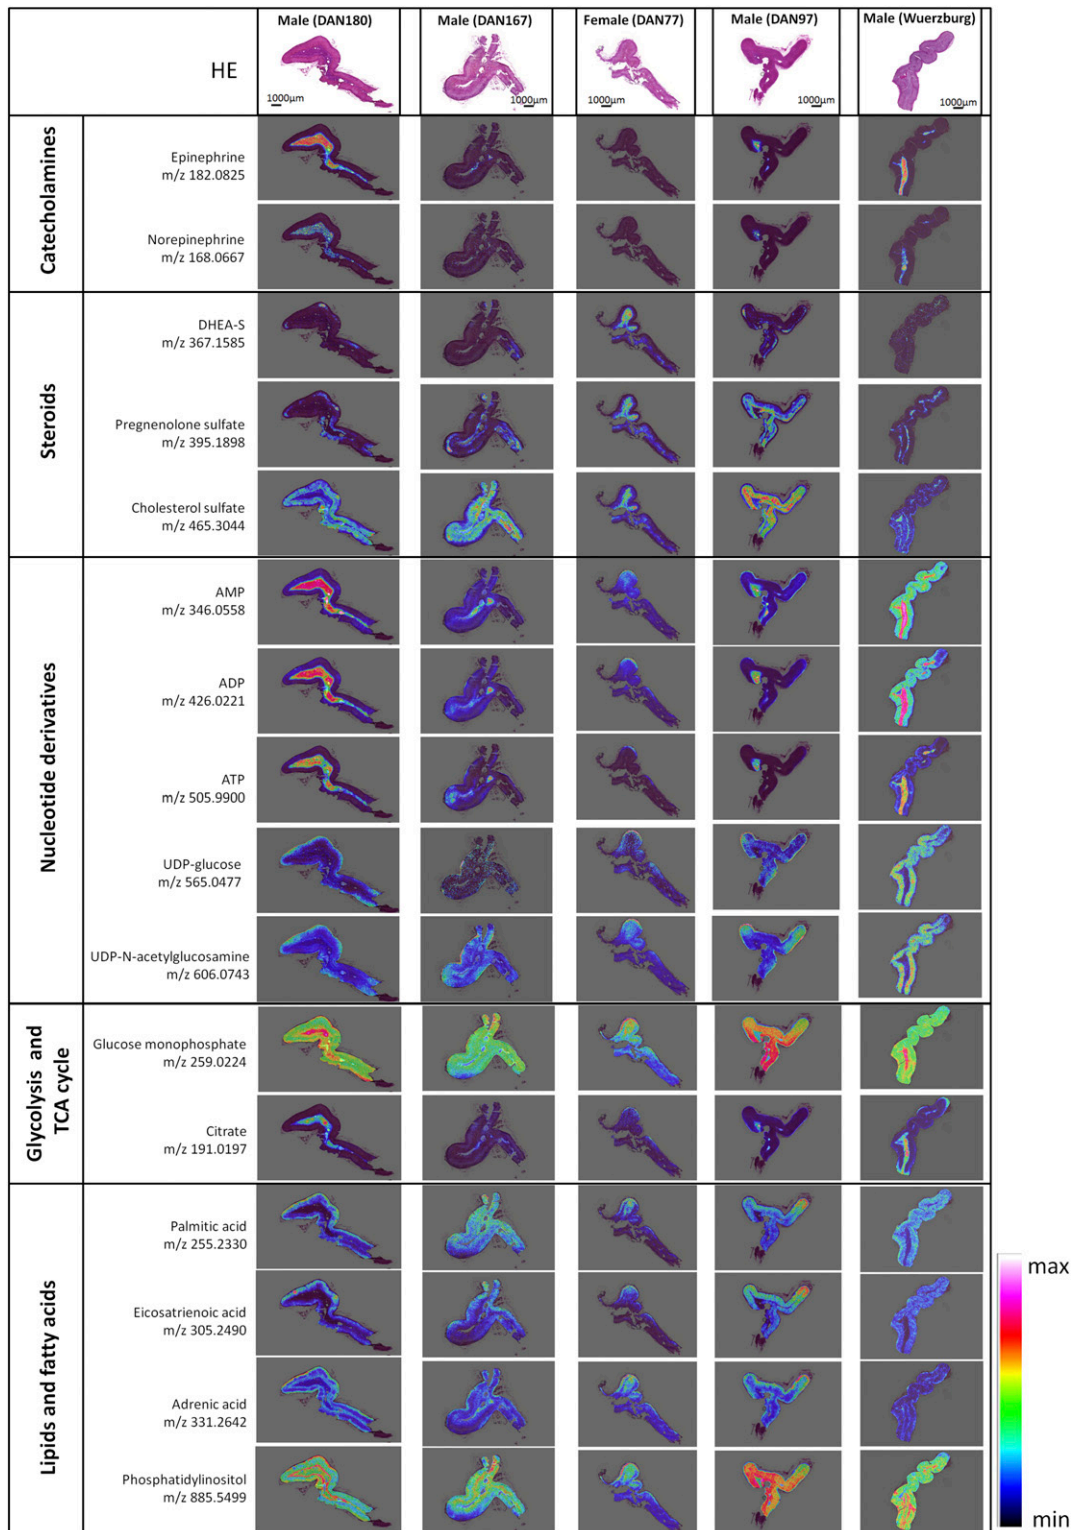 Male (DAN180) Male (DAN167) Female (DAN77) Male (DAN97) Male (Wuerzburg)
HE
1000μm 1000μm 1000μm 1000μm 1000μm
Catecholamines
Epinephrine
m/z 182.0825
Norepinephrine
m/z 168.0667
Steroids
DHEA-S
m/z 367.1585
Pregnenolone sulfate
m/z 395.1898
Cholesterol sulfate
m/z 465.3044
Nucleotide derivatives
AMP
m/z 346.0558
ADP
m/z 426.0221
ATP
m/z 505.9900
UDP-glucose
m/z 565.0477
UDP-N-acetylglucosamine
m/z 606.0743
Glycolysis and
TCA cycle
Glucose monophosphate
m/z 259.0224
Citrate
m/z 191.0197
Lipids and fatty acids
Palmitic acid
m/z 255.2330
Eicosatrienoic acid
m/z 305.2490
Adrenic acid
m/z 331.2642
Phosphatidylinositol
m/z 885.5499
max
min